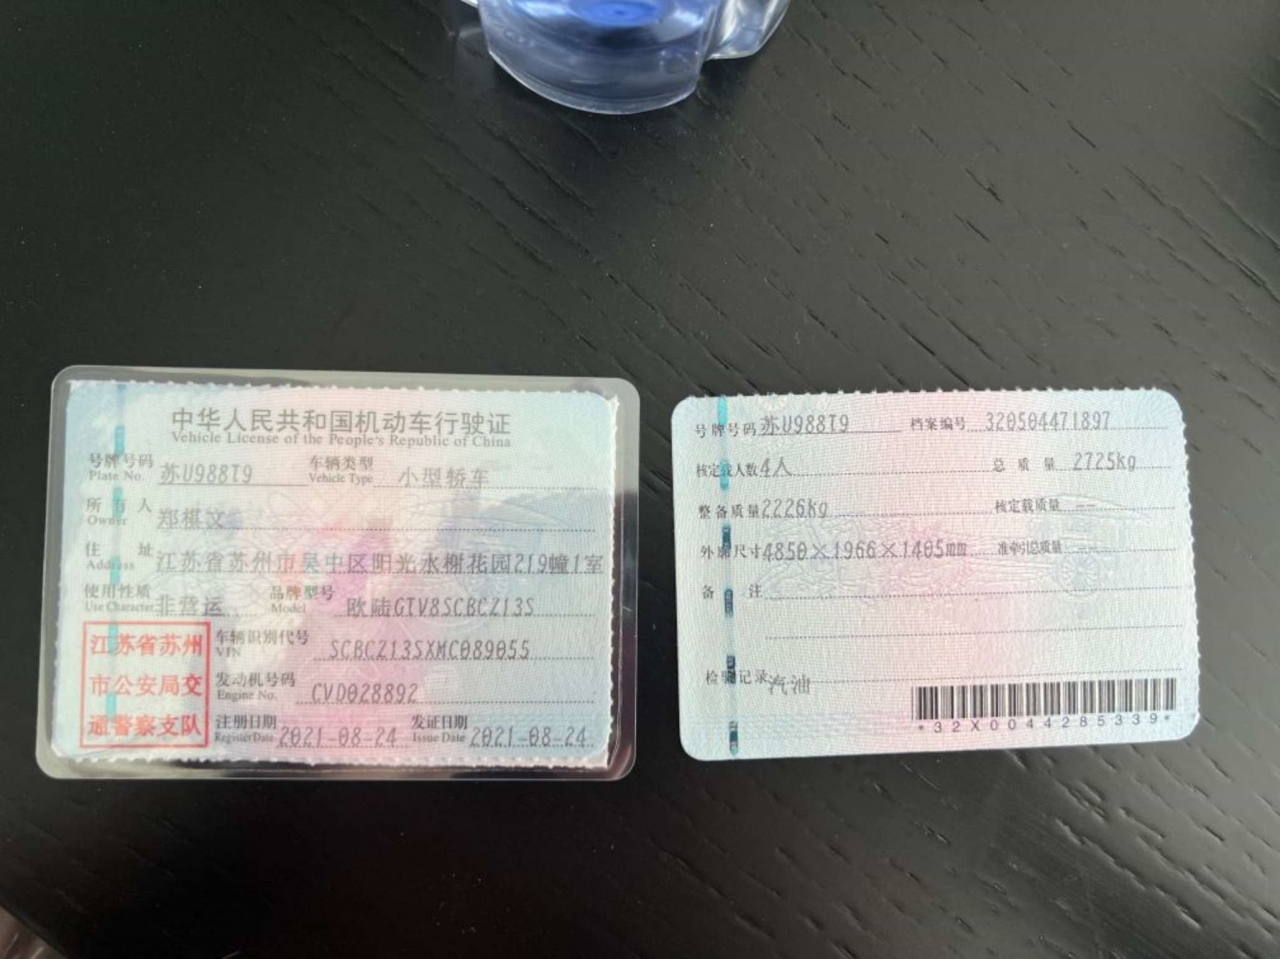 中华人民共和国机动车行驶证
Vehicle License of the People's Republic of China
号牌号码 苏U988T9 车辆类型 小型轿车
Plate No. Vehicle Type
所有人 郑祺文
Owner
住址 江苏省苏州市吴中区阳光水榭花园219幢1室
Address
使用性质 非营运 品牌型号 欧陆GTV8SCBCZ13S
Use Character Model
江苏省苏州
市公安局交
通警察支队
车辆识别代号 SCBCZ13SXMC089055
VIN
发动机号码 CVD028892
Engine No.
注册日期 2021-08-24 发证日期 2021-08-24
Register Date Issue Date
号牌号码 苏U988T9 档案编号 320504471897
核定载人数 4人 总质量 2725kg
整备质量 2226kg 核定载质量 --
外廓尺寸 4850×1966×1405mm 准牵引总质量 --
备注
检验记录 汽油
*32X0044285339*